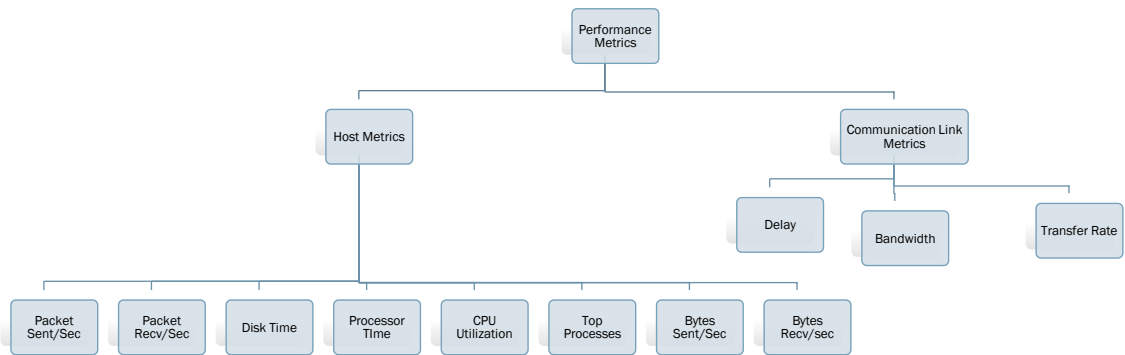 Performance
Metrics
Host Metrics
Communication Link
Metrics
Delay
Bandwidth
Transfer Rate
Packet
Sent/Sec
Packet
Recv/Sec
Disk Time
Processor
TIme
CPU
Utilization
Top
Processes
Bytes
Sent/Sec
Bytes
Recv/sec